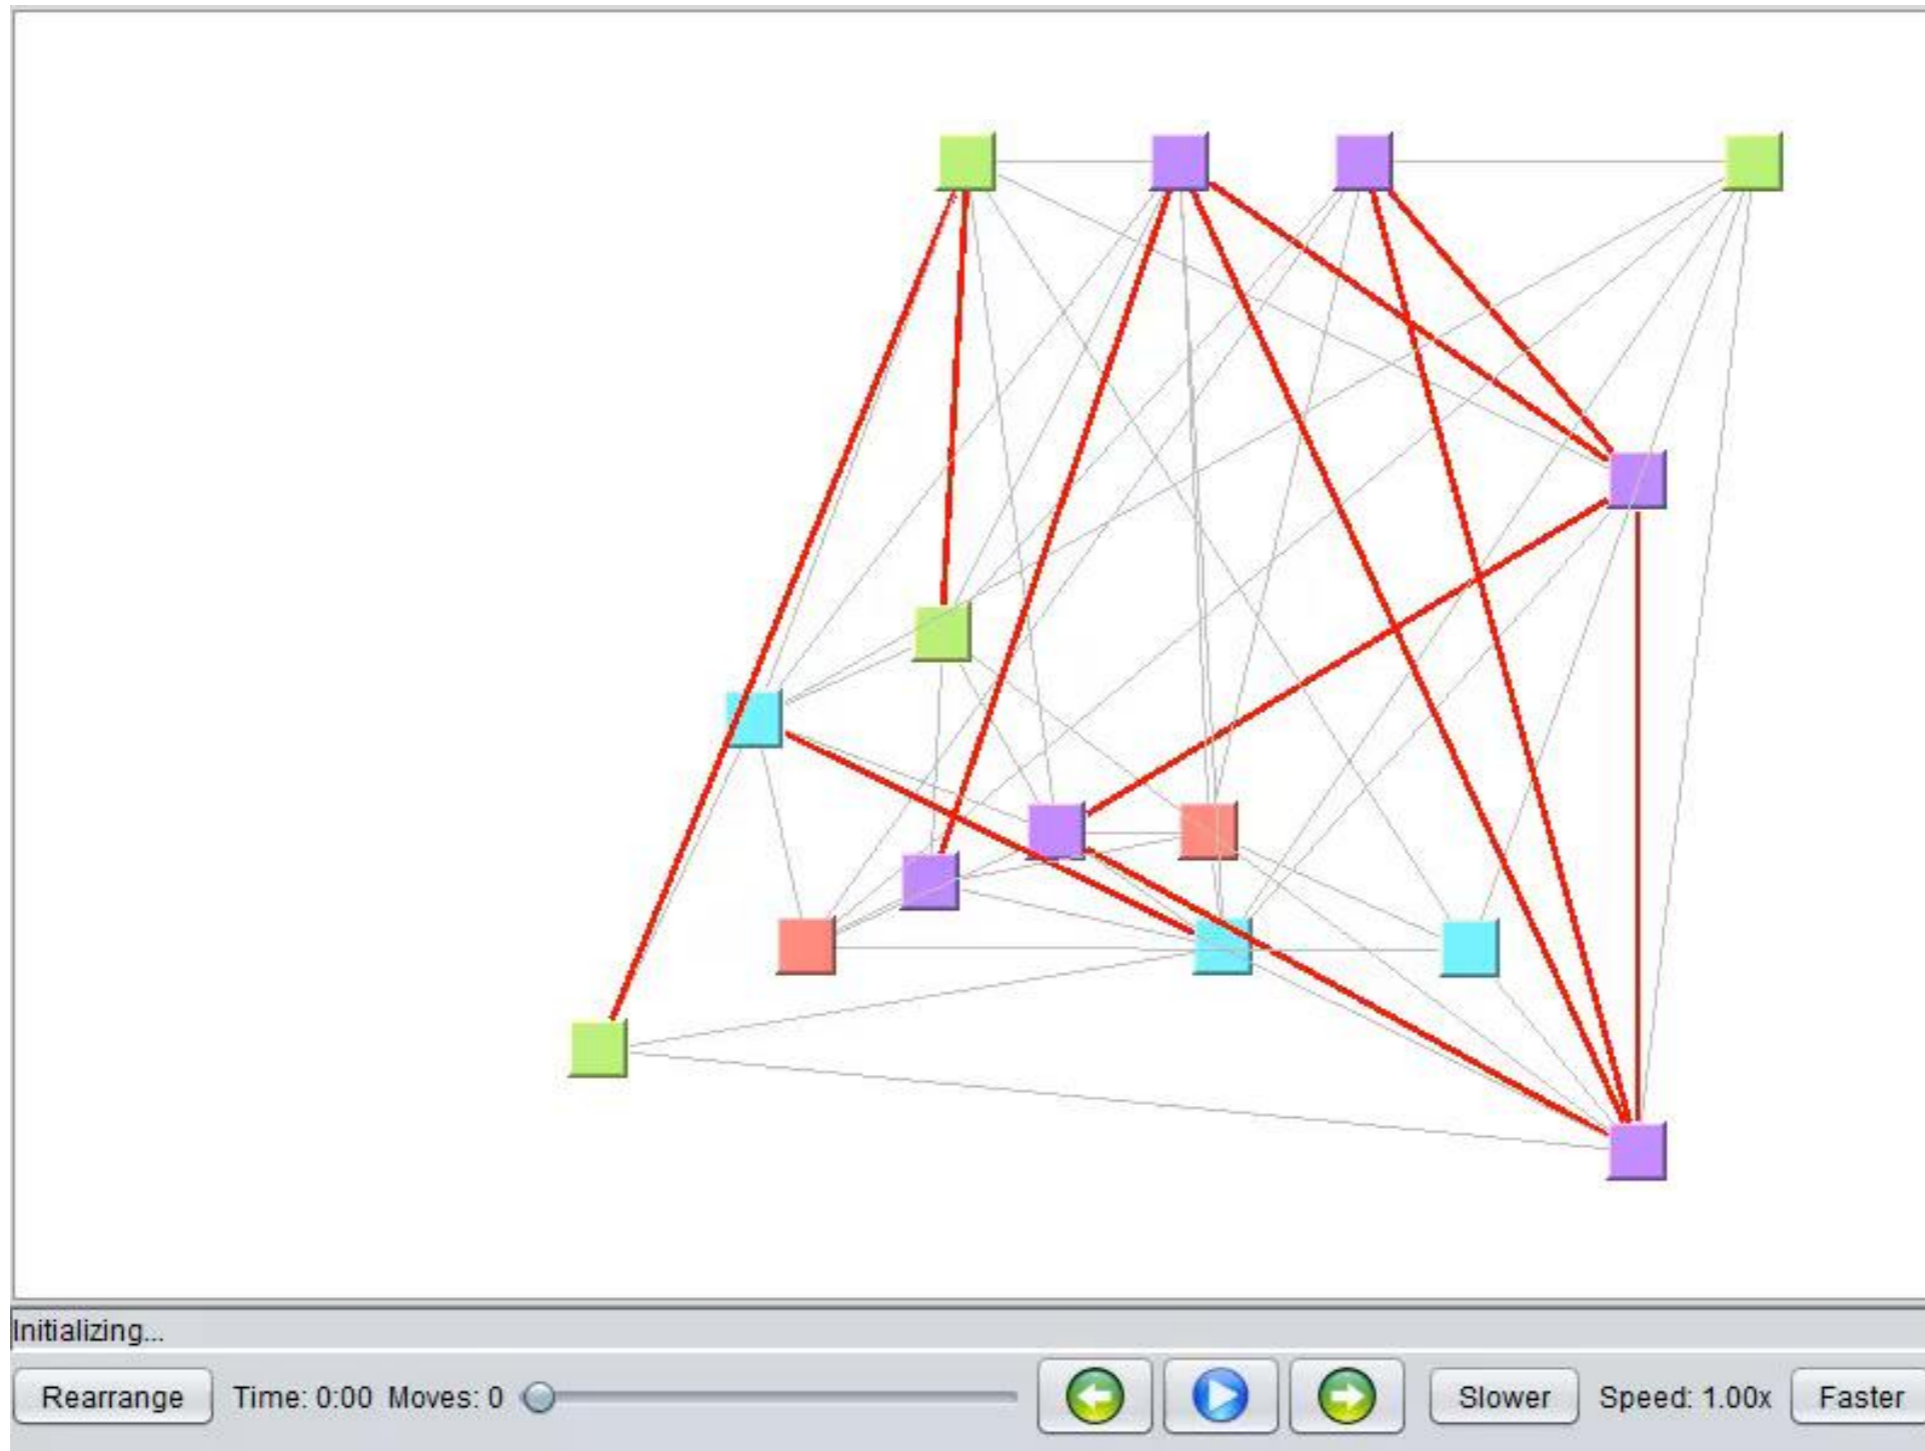 Initializing...
Rearrange Time: 0:00 Moves: 0 Slower Speed: 1.00x Faster